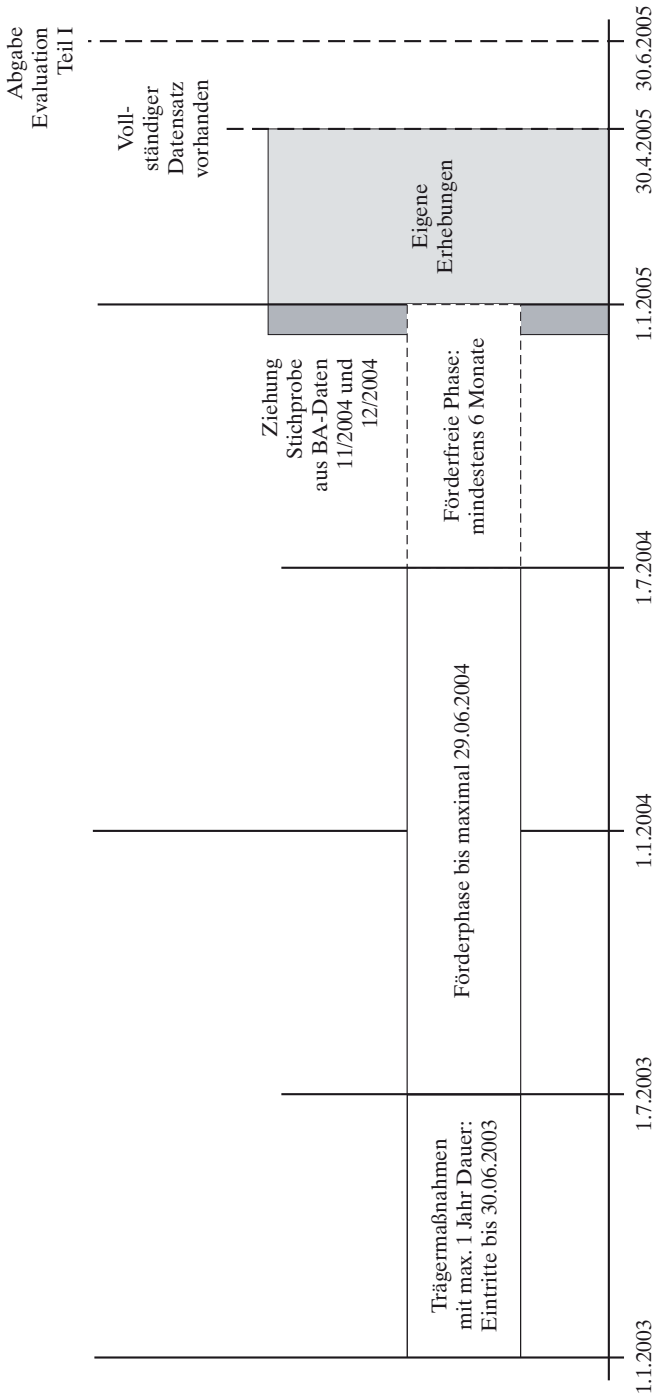 Abgabe
Evaluation
Teil I
Voll-
ständiger
Datensatz
vorhanden
Eigene
Erhebungen
Ziehung
Stichprobe
aus BA-Daten
11/2004 und
12/2004
Förderfreie Phase:
mindestens 6 Monate
Förderphase bis maximal 29.06.2004
Trägermaßnahmen
mit max. 1 Jahr Dauer:
Eintritte bis 30.06.2003
1.1.2003
1.7.2003
1.1.2004
1.7.2004
1.1.2005
30.4.2005
30.6.2005